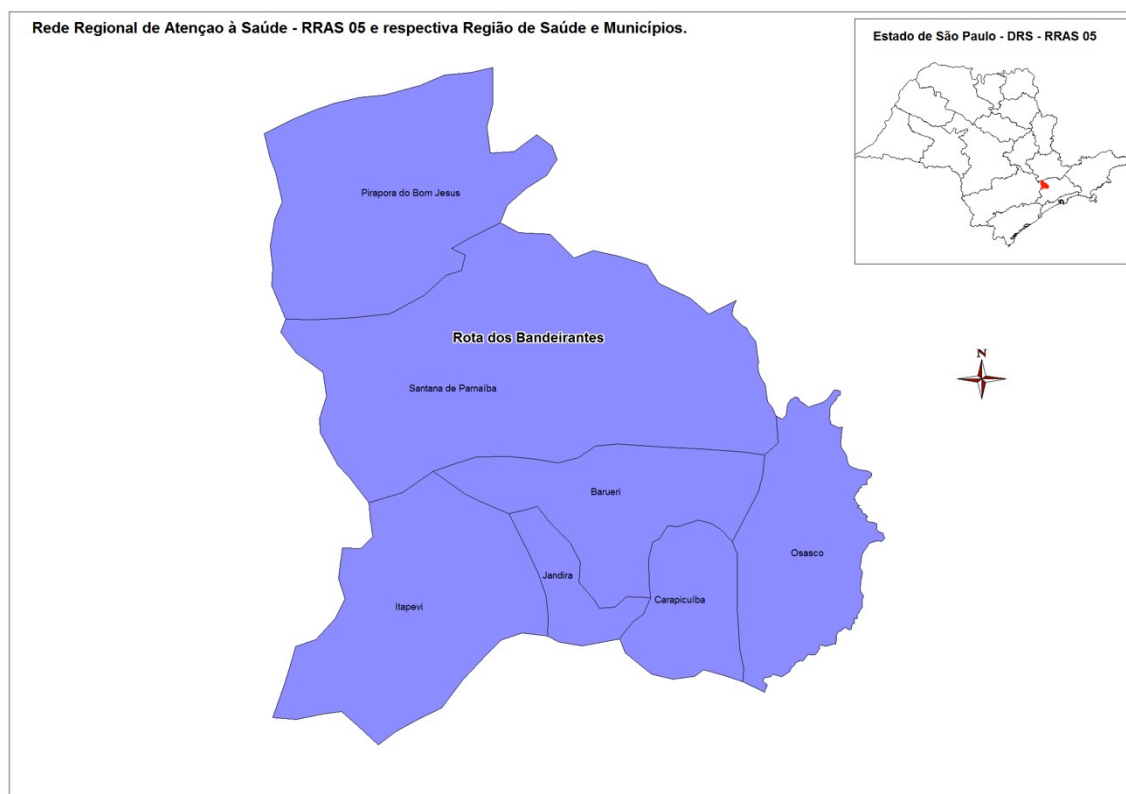 Rede Regional de Atençao à Saúde - RRAS 05 e respectiva Região de Saúde e Municípios.
Estado de São Paulo - DRS - RRAS 05
Pirapora do Bom Jesus
Rota dos Bandeirantes
N
Santana de Parnaíba
Barueri
Osasco
Jandira
Carapicuíba
Itapevi